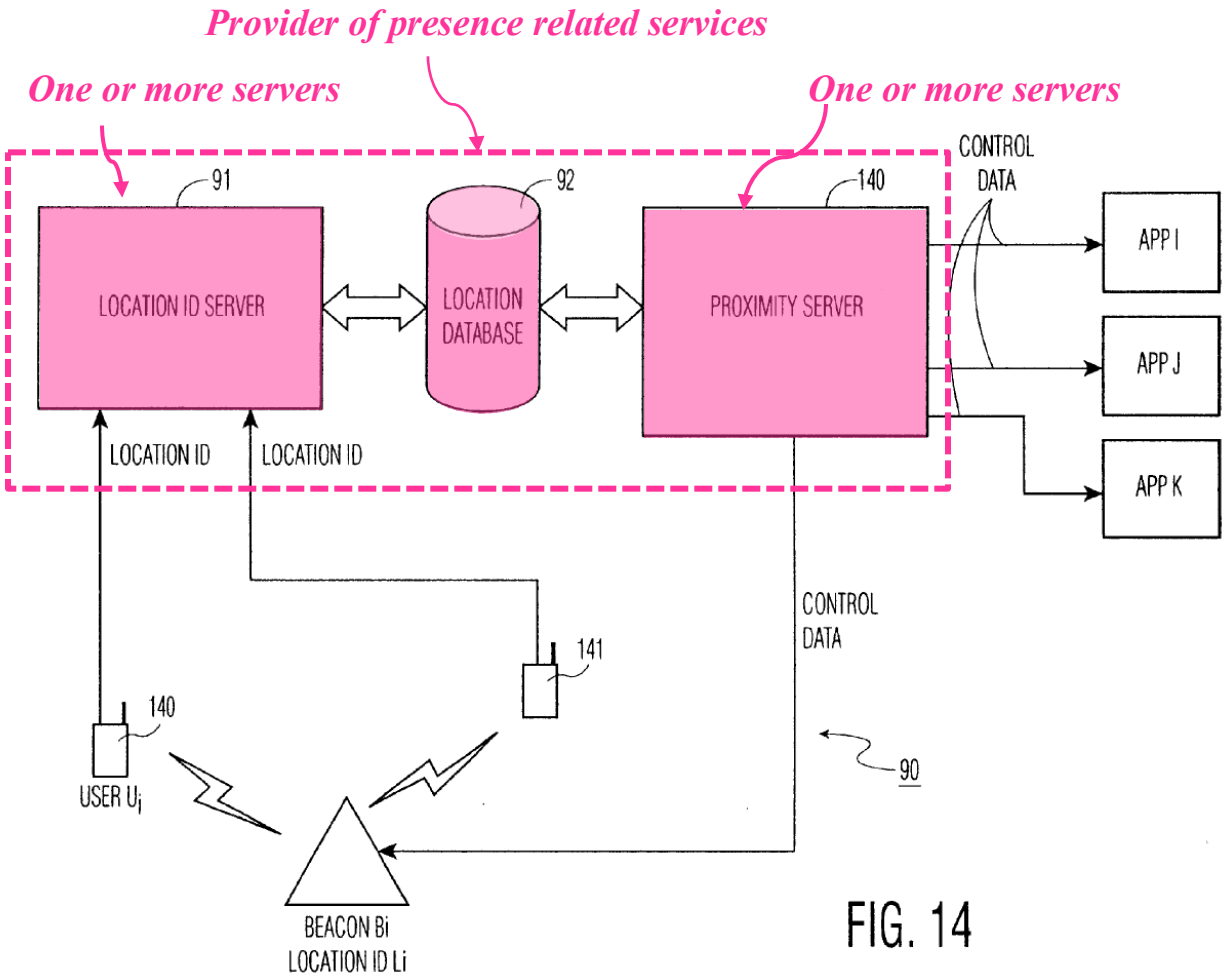 Provider of presence related services
One or more servers
One or more servers
CONTROL
DATA
91
92
140
LOCATION ID SERVER
LOCATION
DATABASE
PROXIMITY SERVER
APP I
APP J
APP K
LOCATION ID
LOCATION ID
CONTROL
DATA
141
140
90
USER Ui
BEACON Bi
LOCATION ID Li
FIG. 14